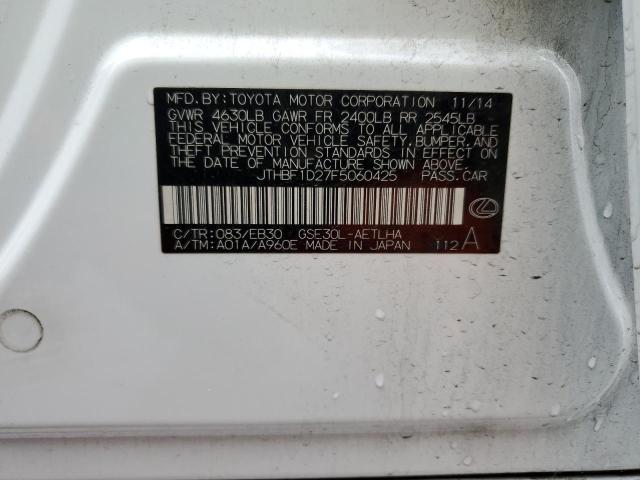 MFD. BY: TOYOTA MOTOR CORPORATION 11/14
GVWR 4630LB GAWR FR 2400LB RR 2545LB
THIS VEHICLE CONFORMS TO ALL APPLICABLE
FEDERAL MOTOR VEHICLE SAFETY, BUMPER, AND
THEFT PREVENTION STANDARDS IN EFFECT ON
THE DATE OF MANUFACTURE SHOWN ABOVE.
JTHBF1D27F5060425 PASS. CAR
C/TR: 083/EB30 GSE30L-AETLHA
A/TM: A01A/A960E MADE IN JAPAN 112 A